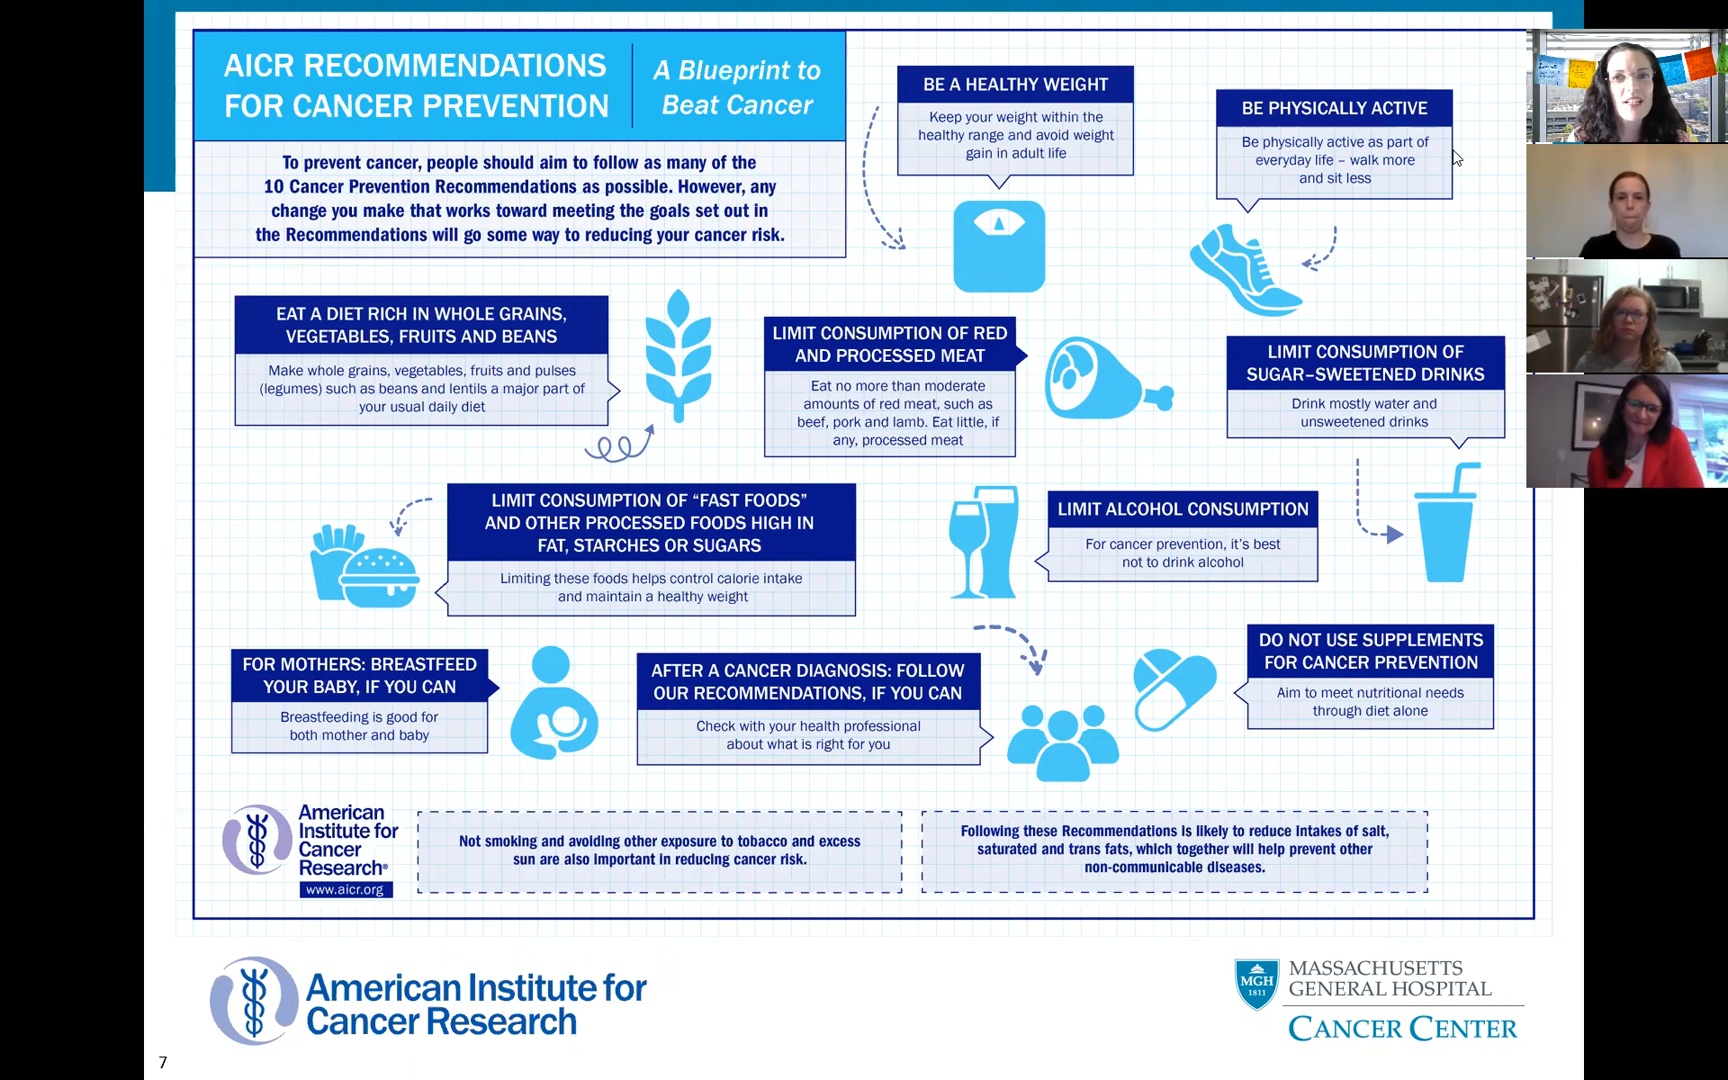 AICR RECOMMENDATIONS
FOR CANCER PREVENTION
A Blueprint to
Beat Cancer
To prevent cancer, people should aim to follow as many of the
10 Cancer Prevention Recommendations as possible. However, any
change you make that works toward meeting the goals set out in
the Recommendations will go some way to reducing your cancer risk.
BE A HEALTHY WEIGHT
Keep your weight within the
healthy range and avoid weight
gain in adult life
BE PHYSICALLY ACTIVE
Be physically active as part of
everyday life – walk more
and sit less
EAT A DIET RICH IN WHOLE GRAINS,
VEGETABLES, FRUITS AND BEANS
Make whole grains, vegetables, fruits and pulses
(legumes) such as beans and lentils a major part of
your usual daily diet
LIMIT CONSUMPTION OF RED
AND PROCESSED MEAT
Eat no more than moderate
amounts of red meat, such as
beef, pork and lamb. Eat little, if
any, processed meat
LIMIT CONSUMPTION OF
SUGAR–SWEETENED DRINKS
Drink mostly water and
unsweetened drinks
LIMIT CONSUMPTION OF “FAST FOODS”
AND OTHER PROCESSED FOODS HIGH IN
FAT, STARCHES OR SUGARS
Limiting these foods helps control calorie intake
and maintain a healthy weight
LIMIT ALCOHOL CONSUMPTION
For cancer prevention, it’s best
not to drink alcohol
FOR MOTHERS: BREASTFEED
YOUR BABY, IF YOU CAN
Breastfeeding is good for
both mother and baby
AFTER A CANCER DIAGNOSIS: FOLLOW
OUR RECOMMENDATIONS, IF YOU CAN
Check with your health professional
about what is right for you
DO NOT USE SUPPLEMENTS
FOR CANCER PREVENTION
Aim to meet nutritional needs
through diet alone
American
Institute for
Cancer
Research®
www.aicr.org
Not smoking and avoiding other exposure to tobacco and excess
sun are also important in reducing cancer risk.
Following these Recommendations is likely to reduce intakes of salt,
saturated and trans fats, which together will help prevent other
non-communicable diseases.
American Institute for
Cancer Research
MGH
1811
MASSACHUSETTS
GENERAL HOSPITAL
CANCER CENTER
7